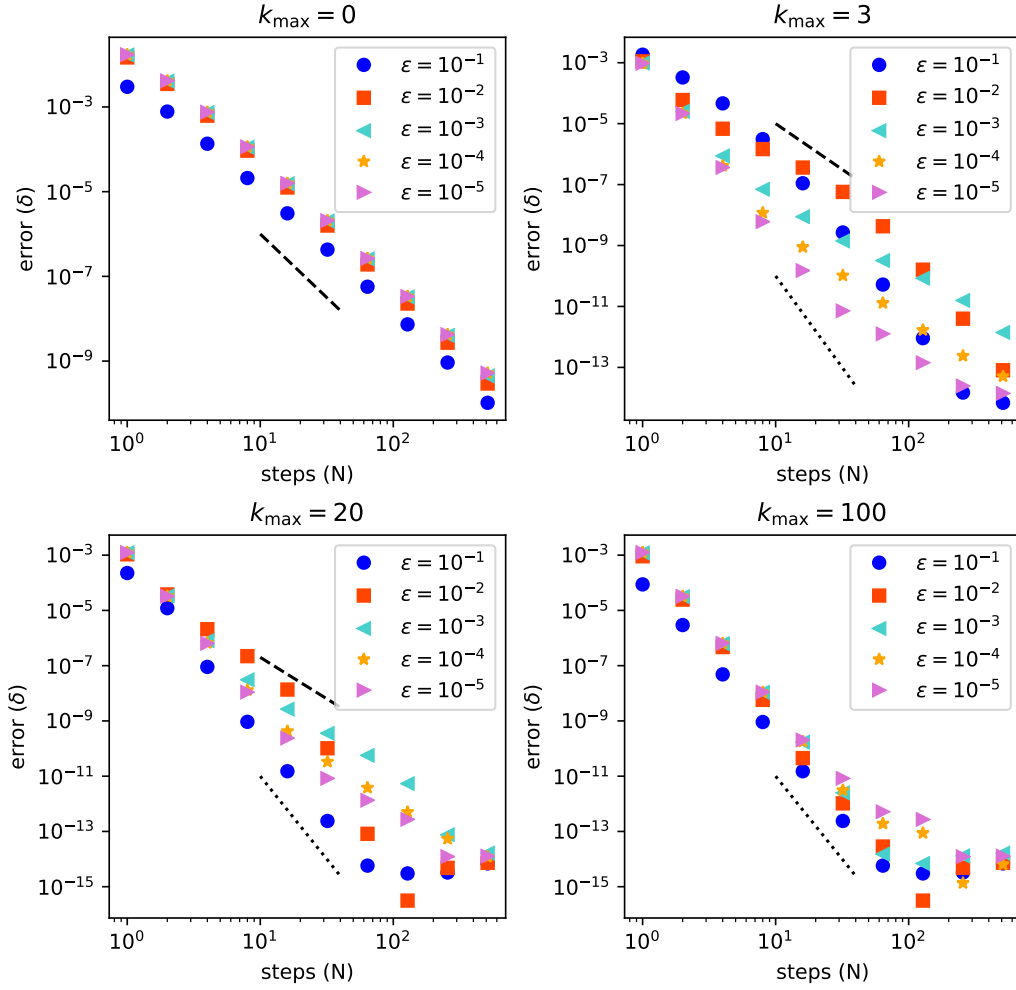 k_max = 0
error (δ)
10^−3
10^−5
10^−7
10^−9
ε = 10^−1
ε = 10^−2
ε = 10^−3
ε = 10^−4
ε = 10^−5
10^0
10^1
10^2
steps (N)
k_max = 3
error (δ)
10^−3
10^−5
10^−7
10^−9
10^−11
10^−13
ε = 10^−1
ε = 10^−2
ε = 10^−3
ε = 10^−4
ε = 10^−5
10^0
10^1
10^2
steps (N)
k_max = 20
error (δ)
10^−3
10^−5
10^−7
10^−9
10^−11
10^−13
10^−15
ε = 10^−1
ε = 10^−2
ε = 10^−3
ε = 10^−4
ε = 10^−5
10^0
10^1
10^2
steps (N)
k_max = 100
error (δ)
10^−3
10^−5
10^−7
10^−9
10^−11
10^−13
10^−15
ε = 10^−1
ε = 10^−2
ε = 10^−3
ε = 10^−4
ε = 10^−5
10^0
10^1
10^2
steps (N)